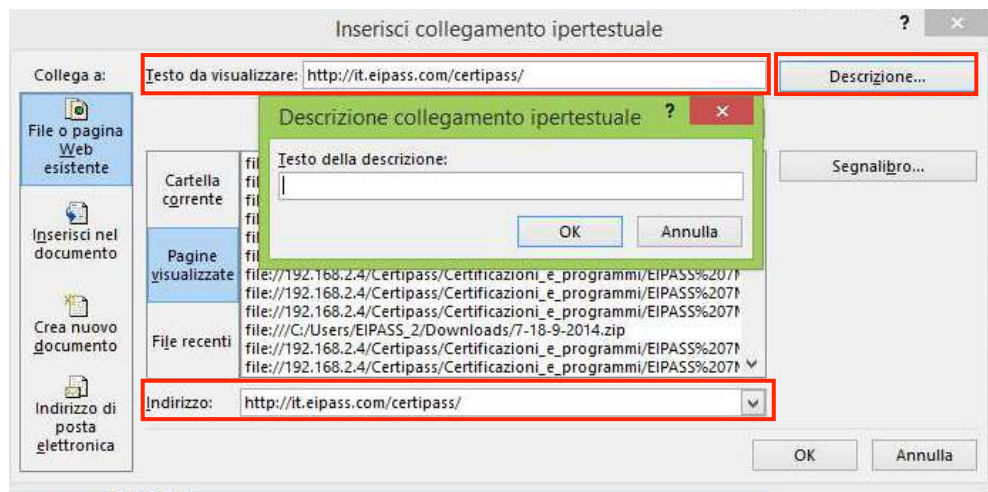 Inserisci collegamento ipertestuale
?
Collega a:
Testo da visualizzare: http://it.eipass.com/certipass/
Descrizione...
File o pagina
Web
esistente
Inserisci nel
documento
Crea nuovo
documento
Indirizzo di
posta
elettronica
Descrizione collegamento ipertestuale
?
Testo della descrizione:
OK
Annulla
Segnalibro...
Cartella
corrente
Pagine
visualizzate
File recenti
file://192.168.2.4/Certipass/Certificazioni_e_programmi/EIPASS%207
file://192.168.2.4/Certipass/Certificazioni_e_programmi/EIPASS%207
file://192.168.2.4/Certipass/Certificazioni_e_programmi/EIPASS%207
file:///C:/Users/EIPASS_2/Downloads/7-18-9-2014.zip
file://192.168.2.4/Certipass/Certificazioni_e_programmi/EIPASS%207
file://192.168.2.4/Certipass/Certificazioni_e_programmi/EIPASS%207
Indirizzo: http://it.eipass.com/certipass/
OK
Annulla